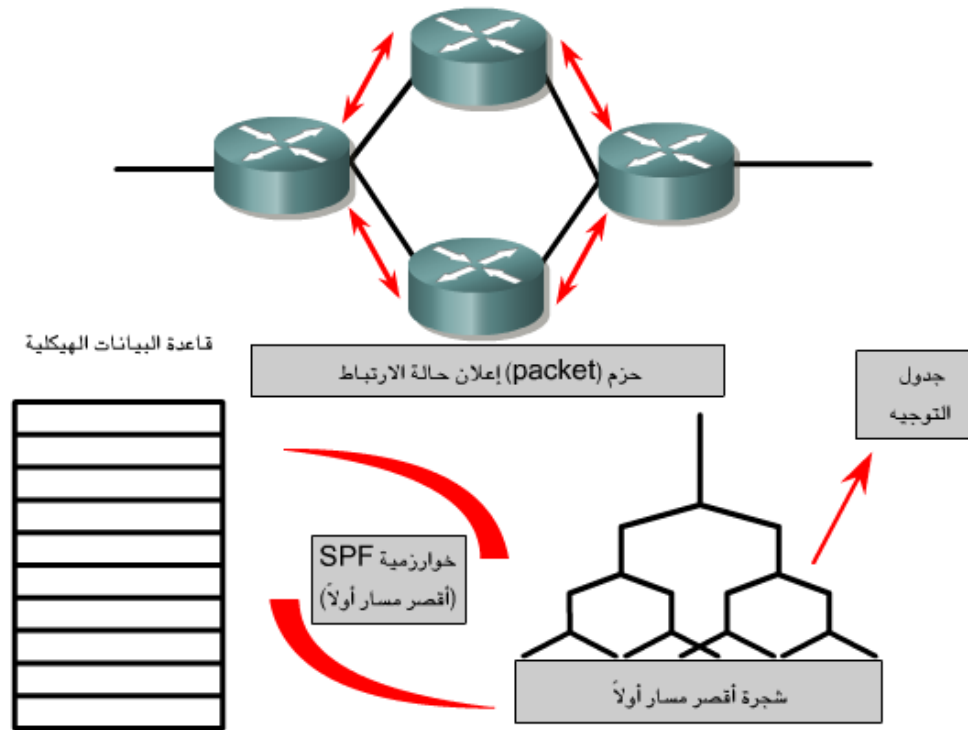 قاعدة البيانات الهيكلية
حزم (packet) إعلان حالة الارتباط
جدول
التوجيه
خوارزمية SPF
(أقصر مسار أولاً)
شجرة أقصر مسار أولاً